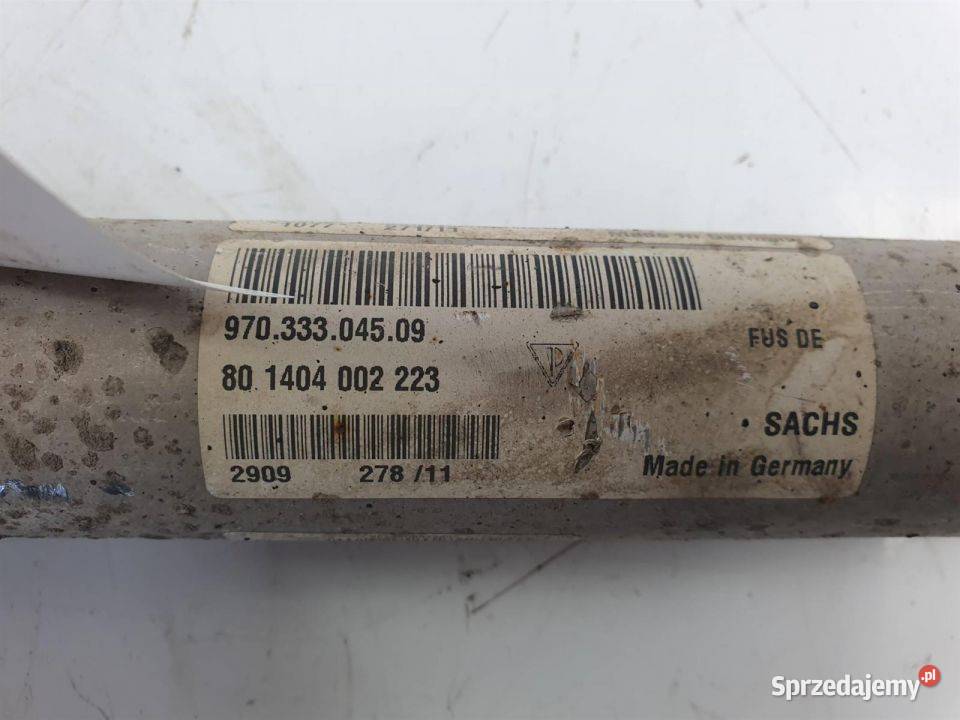 970.333.045.09
FUS DE
80 1404 002 223
• SACHS
Made in Germany
2909 278 /11
Sprzedajemy.pl